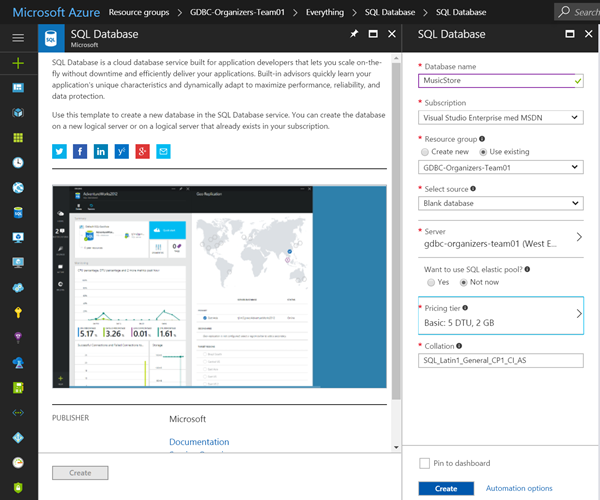 Microsoft Azure Resource groups > GDBC-Organizers-Team01 > Everything > SQL Database > SQL Database
Search
SQL Database
Microsoft
SQL Database is a cloud database service built for application developers that lets you scale on-the-fly without downtime and efficiently deliver your applications. Built-in advisors quickly learn your
application's unique characteristics and dynamically adapt to maximize performance, reliability, and
data protection.
Use this template to create a new database in the SQL Database service. You can create the database
on a new logical server or on a logical server that already exists in your subscription.
AdventureWorks2012
Geo Replication
5.17 %
3.26 %
0.01 %
1.61 %
PUBLISHER
Microsoft
Documentation
Create
SQL Database
* Database name
MusicStore
* Subscription
Visual Studio Enterprise med MSDN
* Resource group
Create new Use existing
GDBC-Organizers-Team01
* Select source
Blank database
* Server
gdbc-organizers-team01 (West E...
Want to use SQL elastic pool?
Yes Not now
* Pricing tier
Basic: 5 DTU, 2 GB
* Collation
SQL_Latin1_General_CP1_CI_AS
Pin to dashboard
Create Automation options